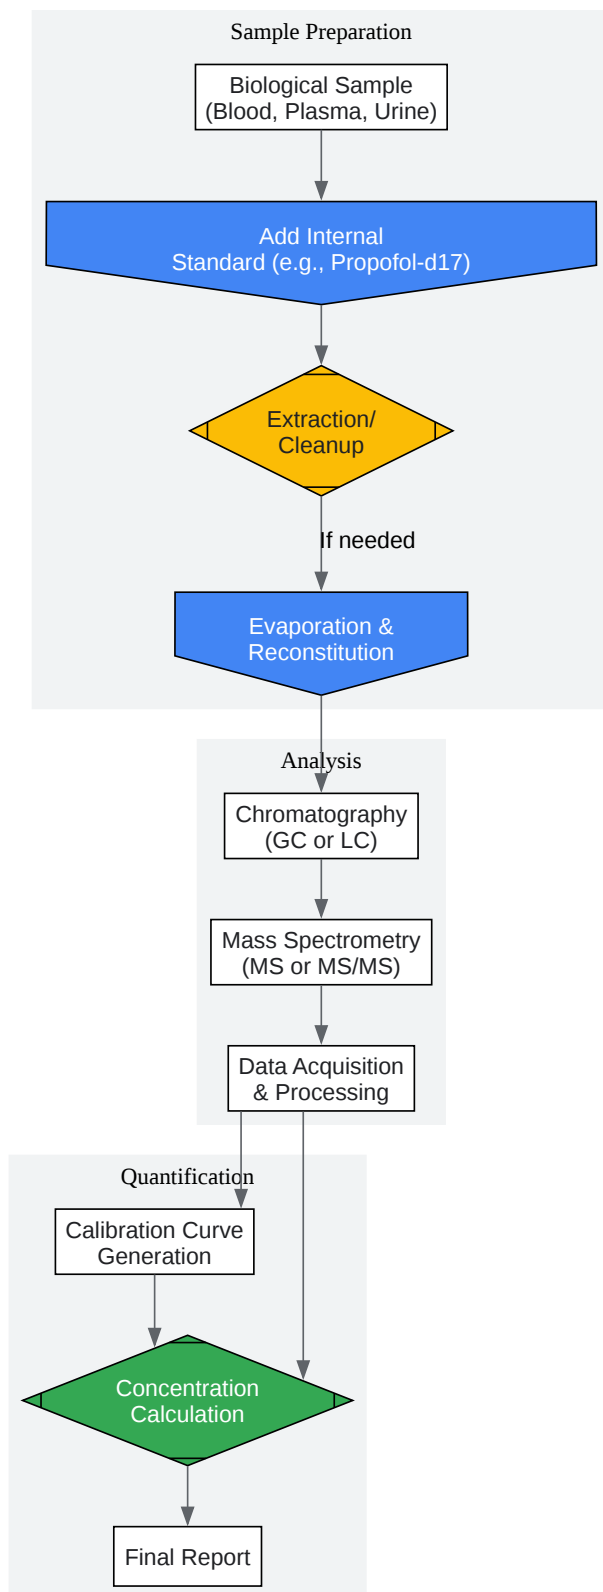 Sample Preparation
Biological Sample
(Blood, Plasma, Urine)
Add Internal
Standard (e.g., Propofol-d17)
Extraction/
Cleanup
If needed
Evaporation &
Reconstitution
Analysis
Chromatography
(GC or LC)
Mass Spectrometry
(MS or MS/MS)
Data Acquisition
& Processing
Quantification
Calibration Curve
Generation
Concentration
Calculation
Final Report